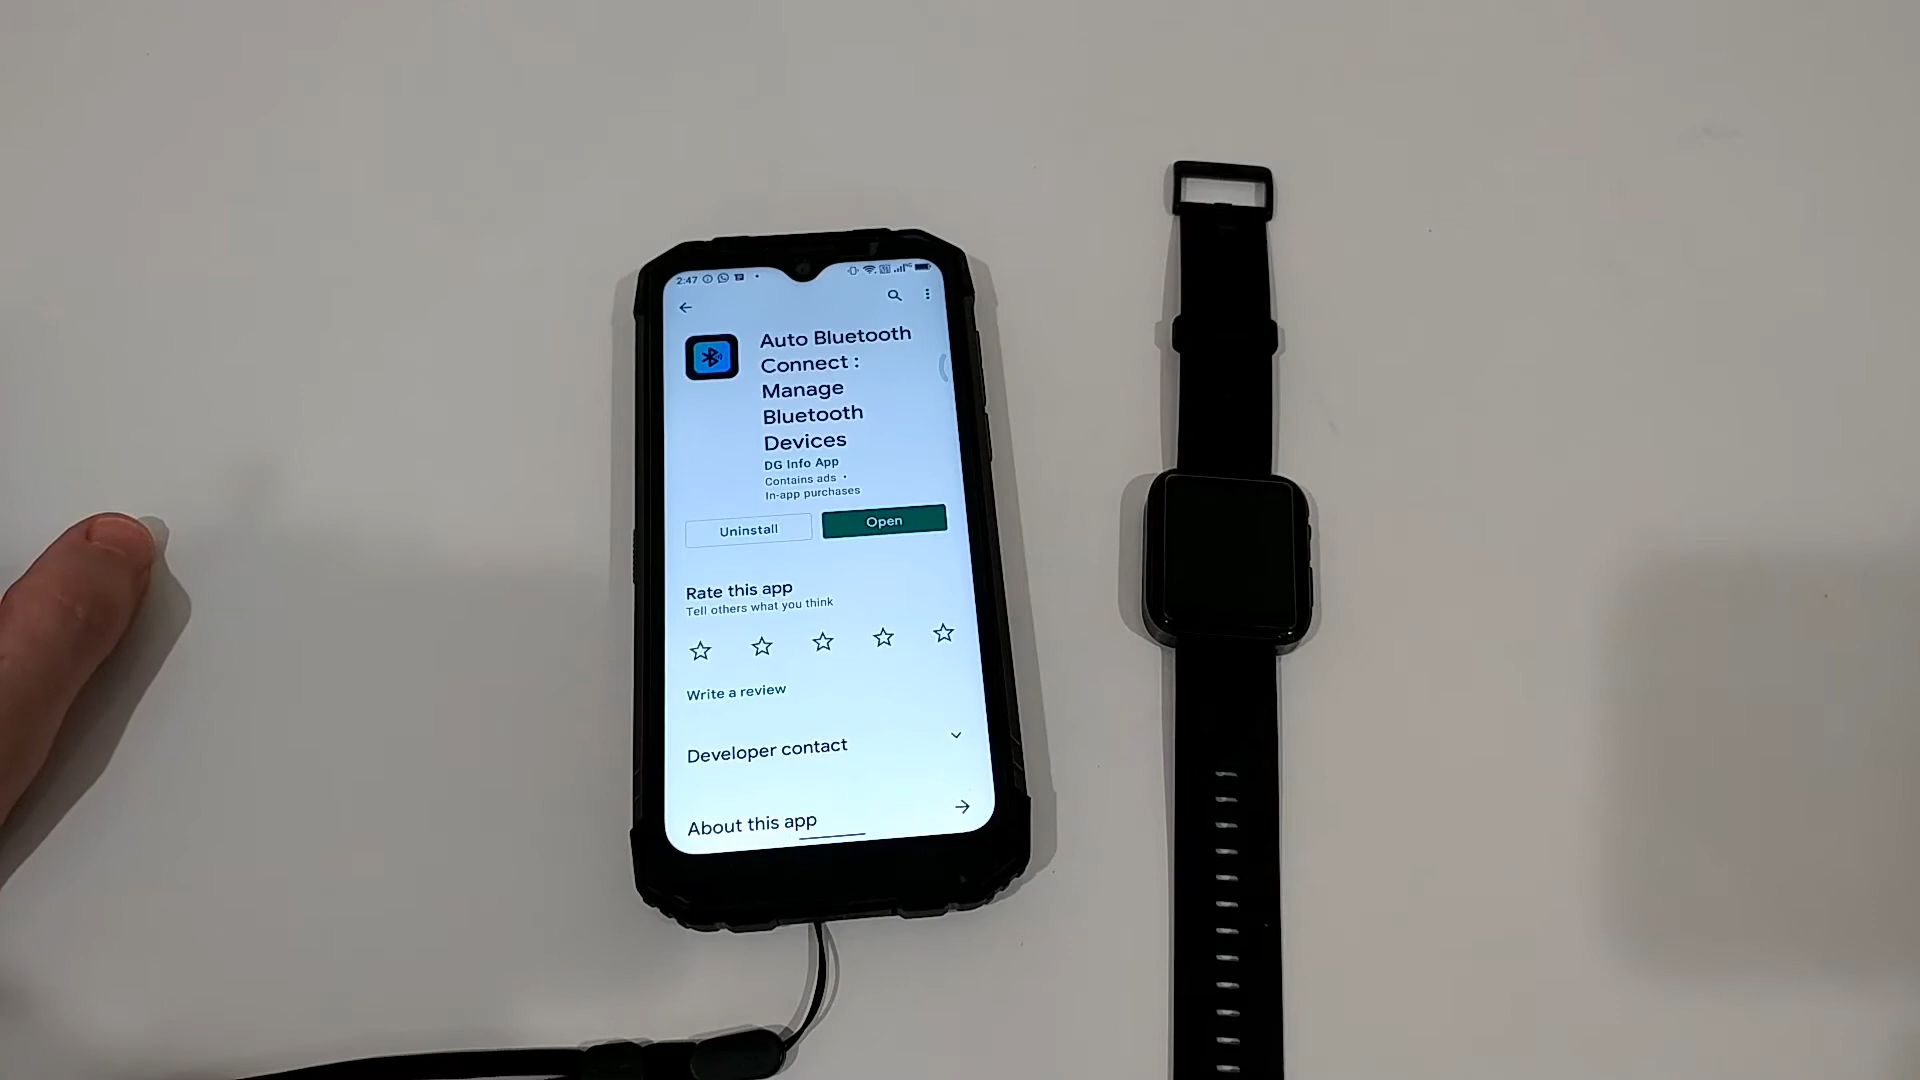 2:47
Auto Bluetooth
Connect :
Manage
Bluetooth
Devices
DG Info App
Contains ads •
In-app purchases
Uninstall
Open
Rate this app
Tell others what you think
Write a review
Developer contact
About this app